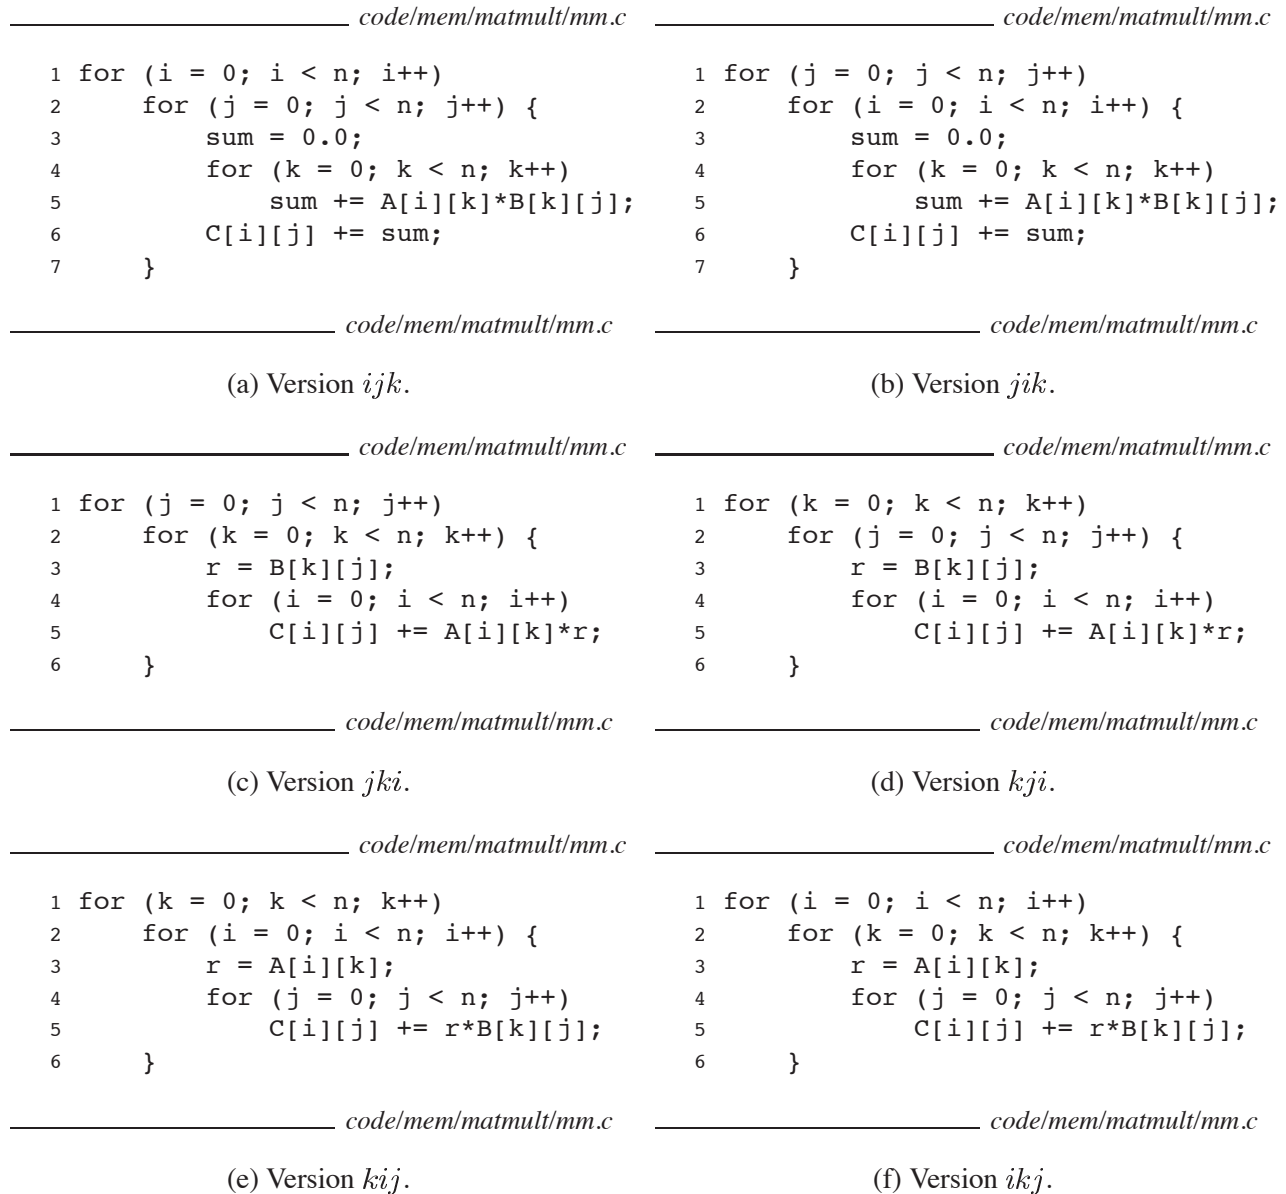 code/mem/matmult/mm.c
1 for (i = 0; i < n; i++)
2     for (j = 0; j < n; j++) {
3         sum = 0.0;
4         for (k = 0; k < n; k++)
5             sum += A[i][k]*B[k][j];
6         C[i][j] += sum;
7     }
code/mem/matmult/mm.c
(a) Version ijk.
code/mem/matmult/mm.c
1 for (j = 0; j < n; j++)
2     for (i = 0; i < n; i++) {
3         sum = 0.0;
4         for (k = 0; k < n; k++)
5             sum += A[i][k]*B[k][j];
6         C[i][j] += sum;
7     }
code/mem/matmult/mm.c
(b) Version jik.
code/mem/matmult/mm.c
1 for (j = 0; j < n; j++)
2     for (k = 0; k < n; k++) {
3         r = B[k][j];
4         for (i = 0; i < n; i++)
5             C[i][j] += A[i][k]*r;
6     }
code/mem/matmult/mm.c
(c) Version jki.
code/mem/matmult/mm.c
1 for (k = 0; k < n; k++)
2     for (j = 0; j < n; j++) {
3         r = B[k][j];
4         for (i = 0; i < n; i++)
5             C[i][j] += A[i][k]*r;
6     }
code/mem/matmult/mm.c
(d) Version kji.
code/mem/matmult/mm.c
1 for (k = 0; k < n; k++)
2     for (i = 0; i < n; i++) {
3         r = A[i][k];
4         for (j = 0; j < n; j++)
5             C[i][j] += r*B[k][j];
6     }
code/mem/matmult/mm.c
(e) Version kij.
code/mem/matmult/mm.c
1 for (i = 0; i < n; i++)
2     for (k = 0; k < n; k++) {
3         r = A[i][k];
4         for (j = 0; j < n; j++)
5             C[i][j] += r*B[k][j];
6     }
code/mem/matmult/mm.c
(f) Version ikj.